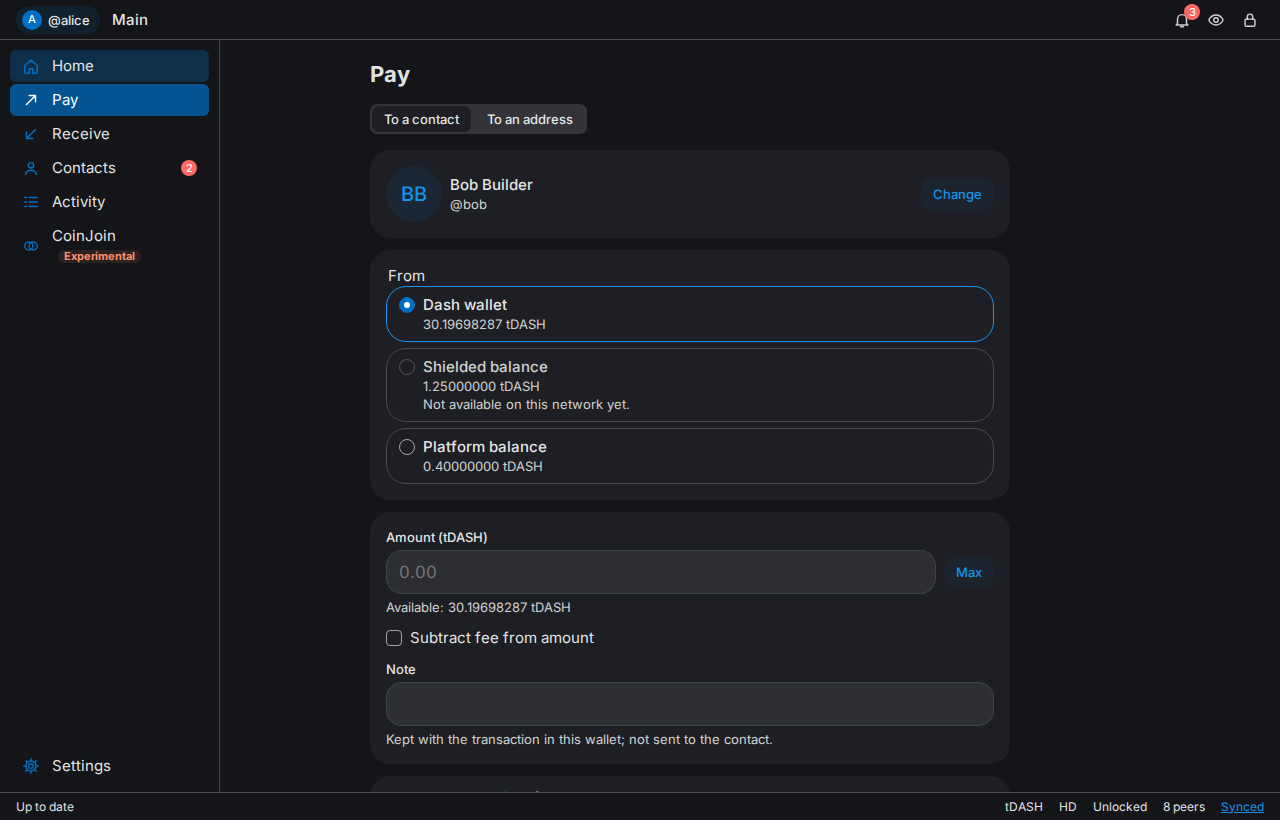 A @alice Main 3
Home
Pay
Receive
Contacts 2
Activity
CoinJoin
Experimental
Settings
Pay
To a contact To an address
BB
Bob Builder
@bob
Change
From
Dash wallet
30.19698287 tDASH
Shielded balance
1.25000000 tDASH
Not available on this network yet.
Platform balance
0.40000000 tDASH
Amount (tDASH)
0.00
Max
Available: 30.19698287 tDASH
Subtract fee from amount
Note
Kept with the transaction in this wallet; not sent to the contact.
Up to date tDASH HD Unlocked 8 peers Synced